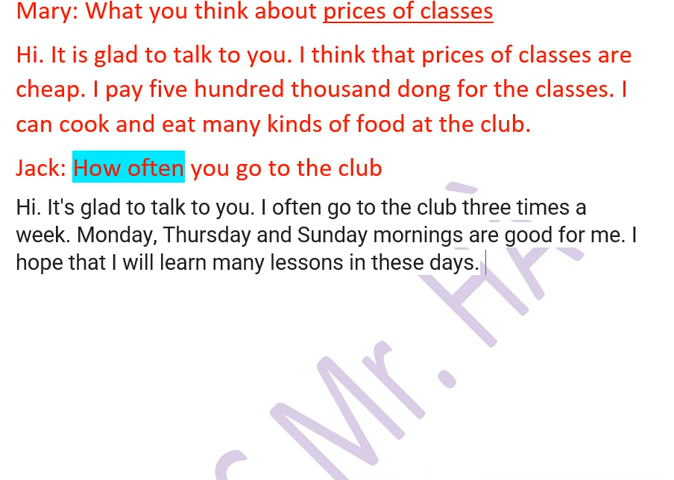 Mary: What you think about prices of classes
Hi. It is glad to talk to you. I think that prices of classes are
cheap. I pay five hundred thousand dong for the classes. I
can cook and eat many kinds of food at the club.
Jack: How often you go to the club
Hi. It's glad to talk to you. I often go to the club three times a
week. Monday, Thursday and Sunday mornings are good for me. I
hope that I will learn many lessons in these days.
Mr. HÀ